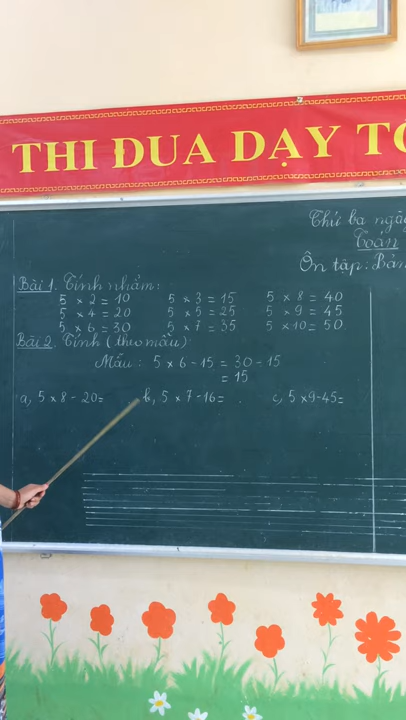 THI ĐUA DẠY TỐ
Thứ ba ngày
Toán
Ôn tập: Bản
Bài 1. Tính nhẩm:
5 x 2 = 10 5 x 3 = 15 5 x 8 = 40
5 x 4 = 20 5 x 5 = 25 5 x 9 = 45
5 x 6 = 30 5 x 7 = 35 5 x 10 = 50
Bài 2. Tính (theo mẫu):
Mẫu: 5 x 6 - 15 = 30 - 15
= 15
a, 5 x 8 - 20 = b, 5 x 7 - 16 = c, 5 x 9 - 45 =